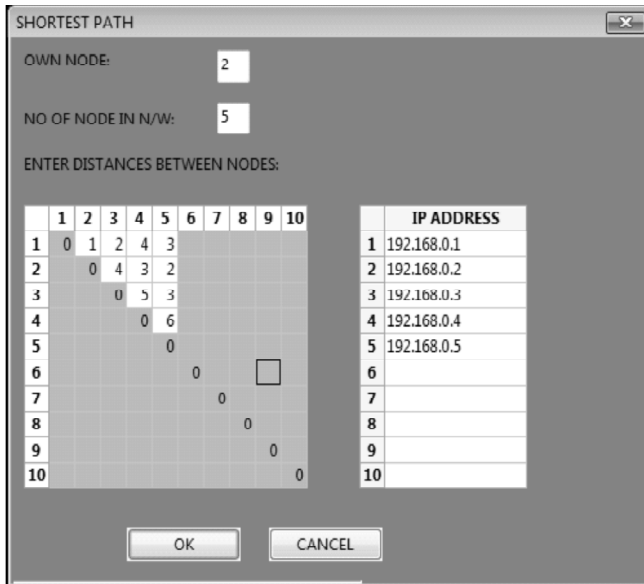 SHORTEST PATH
OWN NODE: 2
NO OF NODE IN N/W: 5
ENTER DISTANCES BETWEEN NODES:
1 2 3 4 5 6 7 8 9 10
1 0 1 2 4 3
2 0 4 3 2
3 0 5 3
4 0 6
5 0
6 0
7 0
8 0
9 0
10 0
IP ADDRESS
1 192.168.0.1
2 192.168.0.2
3 192.168.0.3
4 192.168.0.4
5 192.168.0.5
6
7
8
9
10
OK CANCEL